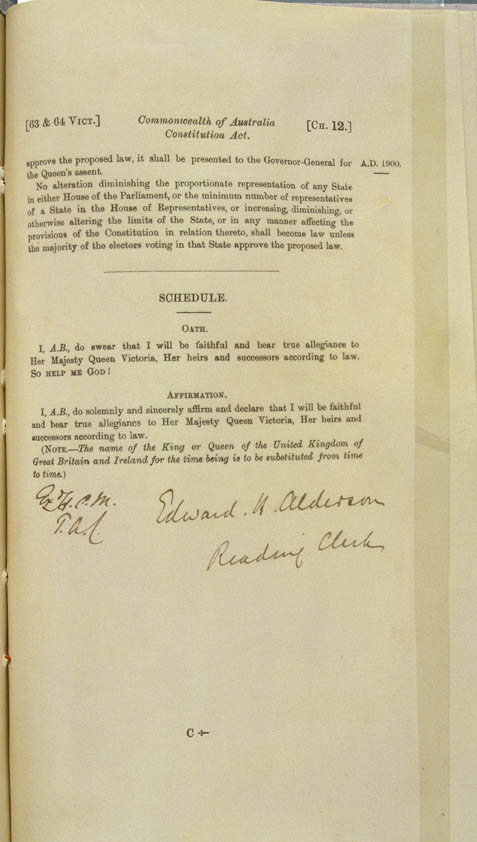 [63 & 64 VICT.] Commonwealth of Australia [CH. 12.]
Constitution Act.
approve the proposed law, it shall be presented to the Governor-General for A.D. 1900.
the Queen's assent.
No alteration diminishing the proportionate representation of any State
in either House of the Parliament, or the minimum number of representatives
of a State in the House of Representatives, or increasing, diminishing, or
otherwise altering the limits of the State, or in any manner affecting the
provisions of the Constitution in relation thereto, shall become law unless
the majority of the electors voting in that State approve the proposed law.
SCHEDULE.
OATH.
I, A.B., do swear that I will be faithful and bear true allegiance to
Her Majesty Queen Victoria, Her heirs and successors according to law.
SO HELP ME GOD!
AFFIRMATION.
I, A.B., do solemnly and sincerely affirm and declare that I will be faithful
and bear true allegiance to Her Majesty Queen Victoria, Her heirs and
successors according to law.
(NOTE.—The name of the King or Queen of the United Kingdom of
Great Britain and Ireland for the time being is to be substituted from time
to time.)
Ex H.C.M.
T.A.C.
Edward. H. Alderson
Reading Clerk
C